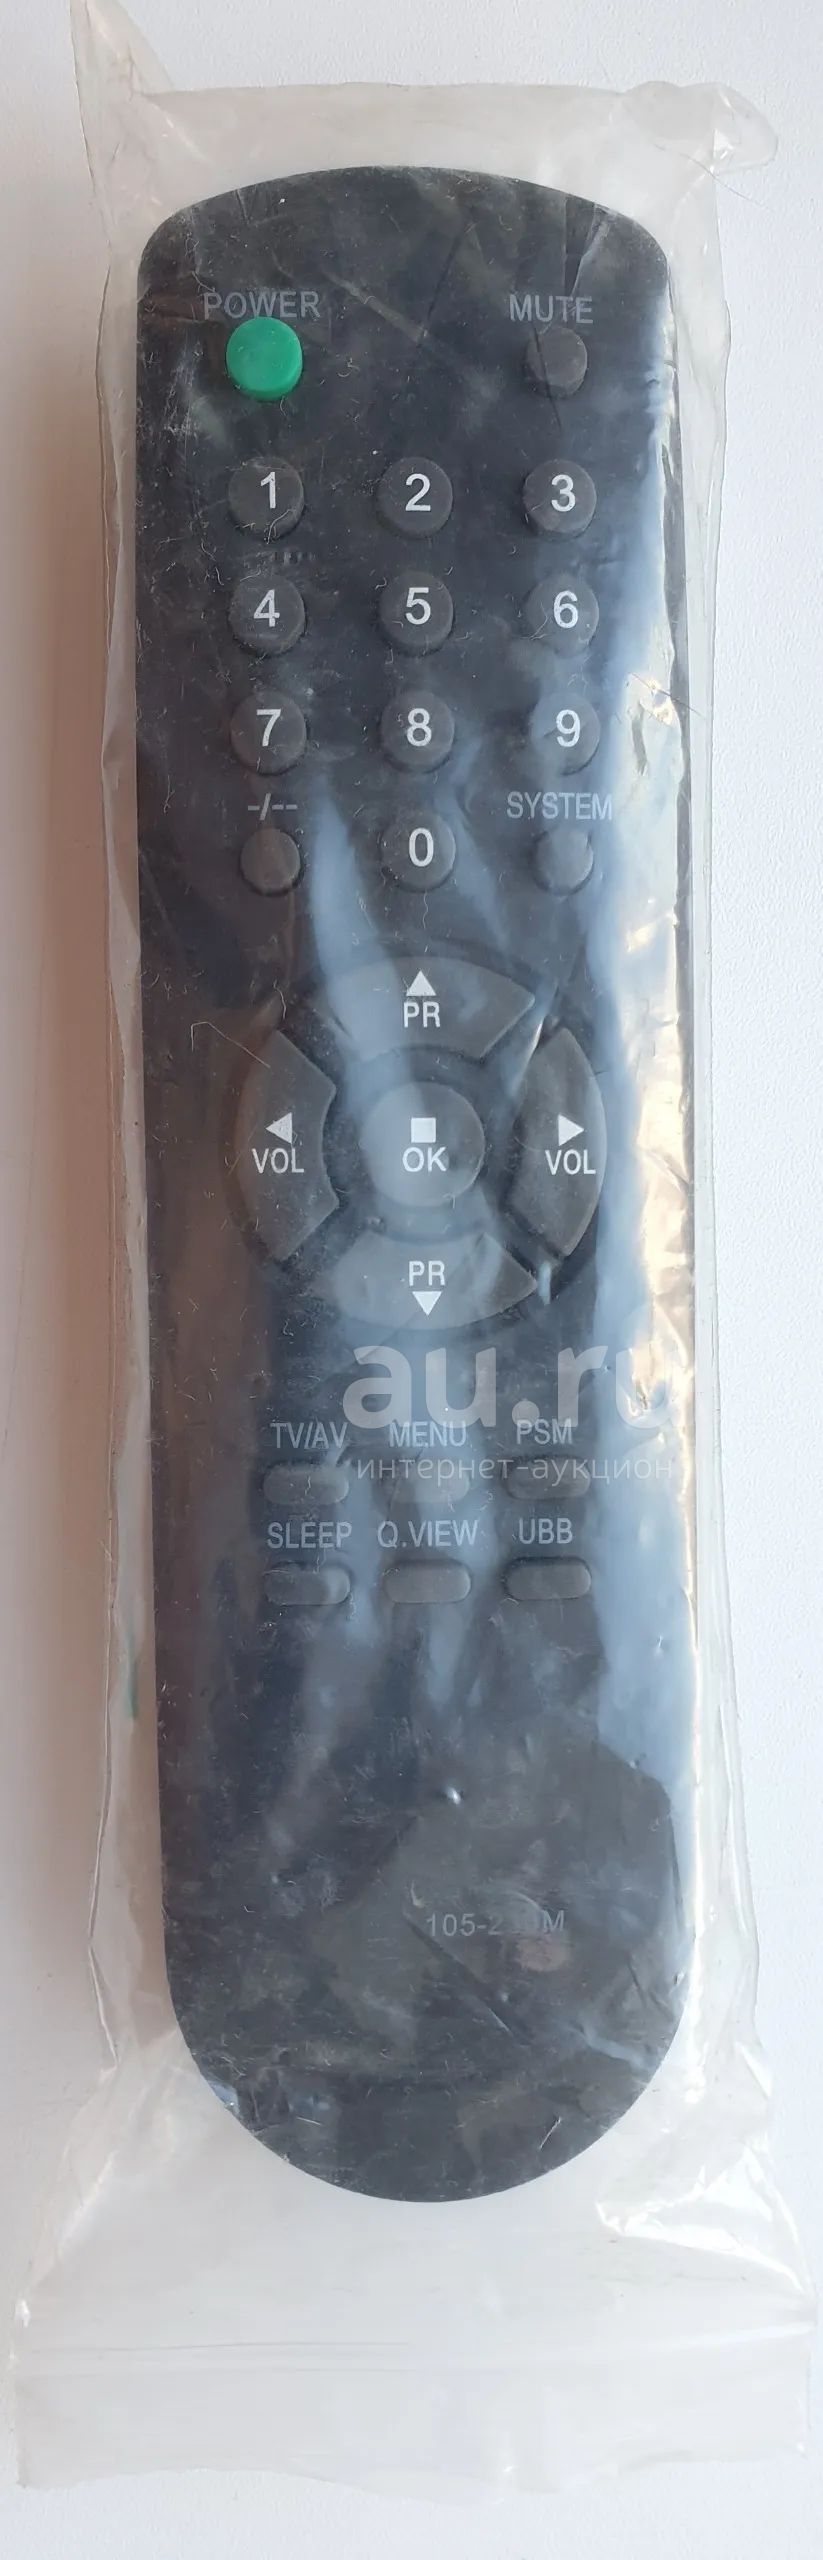 POWER MUTE
1 2 3
4 5 6
7 8 9
-/-- SYSTEM
0
▲
PR
◀ ■ ▶
VOL OK VOL
PR
▼
au.ru
TV/AV MENU PSM
интернет-аукцион
SLEEP Q.VIEW UBB